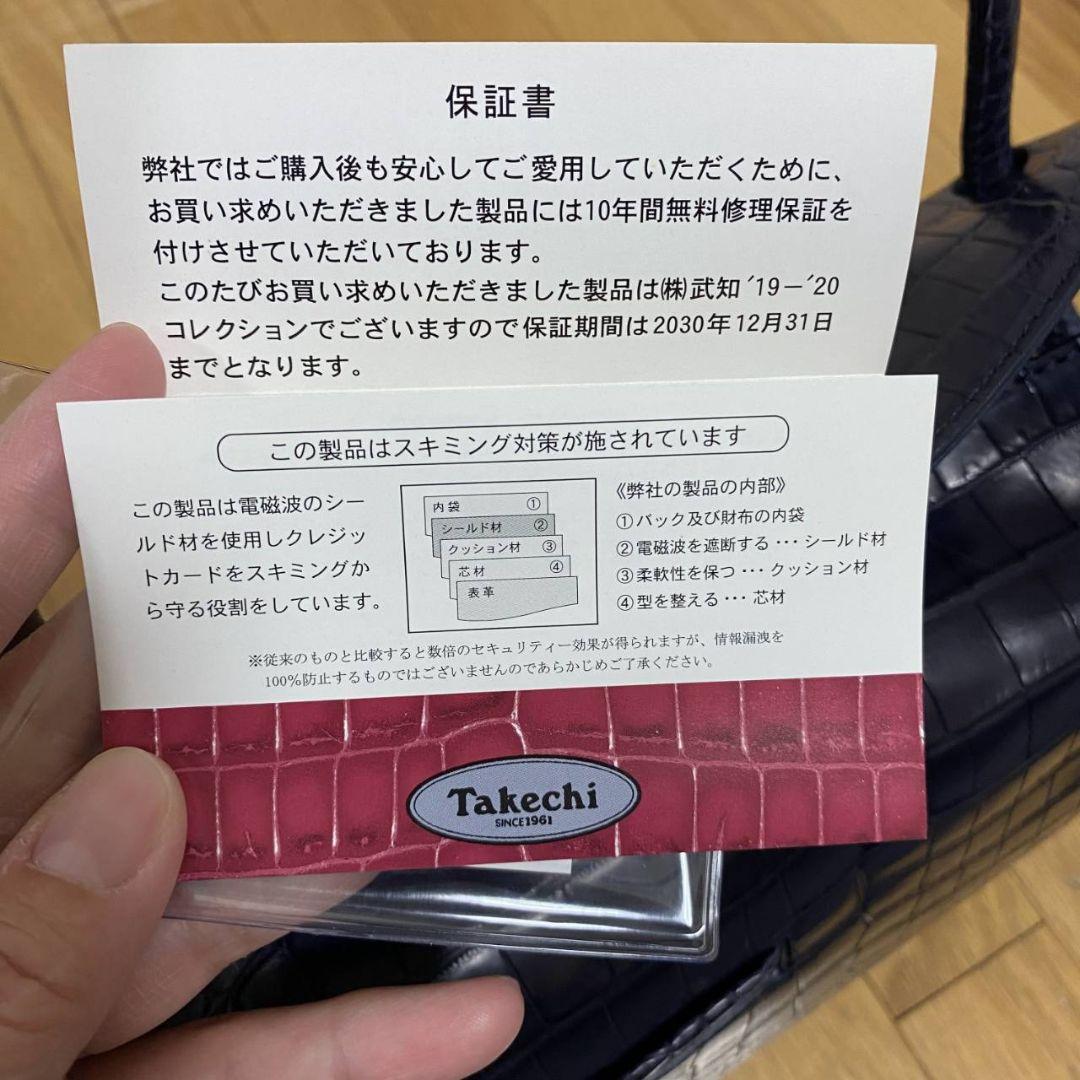 保証書
弊社ではご購入後も安心してご愛用していただくために、
お買い求めいただきました製品には10年間無料修理保証を
付けさせていただいております。
このたびお買い求めいただきました製品は㈱武知 ´19－´20
コレクションでございますので保証期間は2030年12月31日
までとなります。
この製品はスキミング対策が施されています
この製品は電磁波のシー
ルド材を使用しクレジッ
トカードをスキミングか
ら守る役割をしています。
内袋 ①
シールド材 ②
クッション材 ③
芯材 ④
表革
《弊社の製品の内部》
①バック及び財布の内袋
②電磁波を遮断する･･･シールド材
③柔軟性を保つ･･･クッション材
④型を整える･･･芯材
※従来のものと比較すると数倍のセキュリティー効果が得られますが、情報漏洩を
100%防止するものではございませんのであらかじめご了承ください。
Takechi
SINCE1961